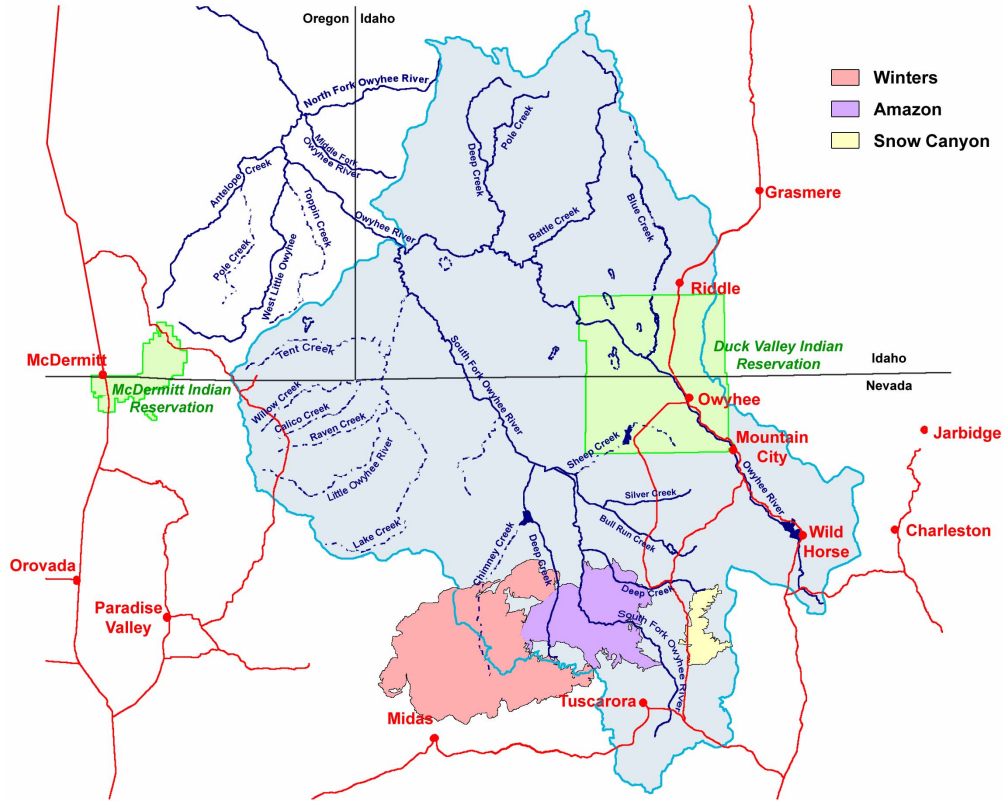 Oregon
Idaho
Winters
Amazon
Snow Canyon
North Fork Owyhee River
Middle Fork
Owyhee River
Antelope Creek
Toppin Creek
Pole Creek
West Little Owyhee
Owyhee River
Deep Creek
Pole Creek
Battle Creek
Blue Creek
Grasmere
Riddle
Duck Valley Indian
Reservation
Idaho
Nevada
McDermitt
McDermitt Indian
Reservation
Tent Creek
Willow Creek
Calico Creek
Raven Creek
Little Owyhee River
Lake Creek
South Fork Owyhee River
Owyhee
Mountain
City
Jarbidge
Sheep Creek
Silver Creek
Bull Run Creek
Owyhee River
Wild
Horse
Charleston
Chimney Creek
Deep Creek
Deep Creek
South Fork Owyhee River
Orovada
Paradise
Valley
Tuscarora
Midas